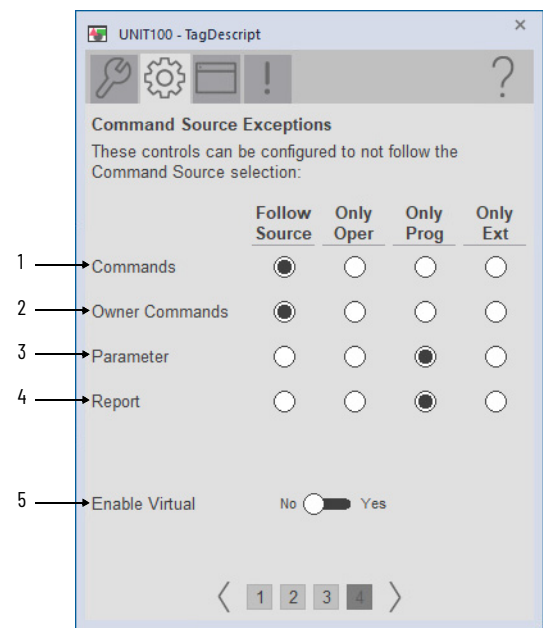 UNIT100 - TagDescript
×
!
?
Command Source Exceptions
These controls can be configured to not follow the
Command Source selection:
Follow Source
Only Oper
Only Prog
Only Ext
1 Commands
2 Owner Commands
3 Parameter
4 Report
5 Enable Virtual No Yes
1 2 3 4